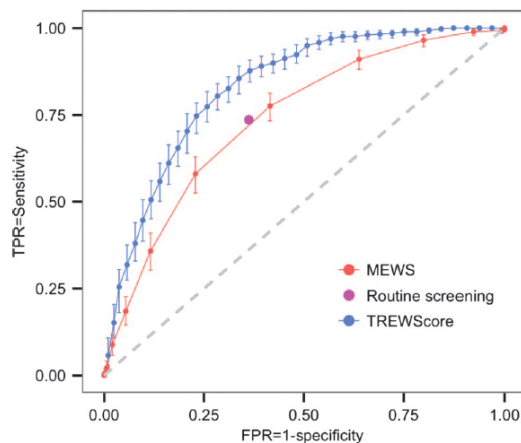 1.00
0.75
0.50
0.25
0.00
TPR=Sensitivity
MEWS
Routine screening
TREWScore
0.00 0.25 0.50 0.75 1.00
FPR=1-specificity